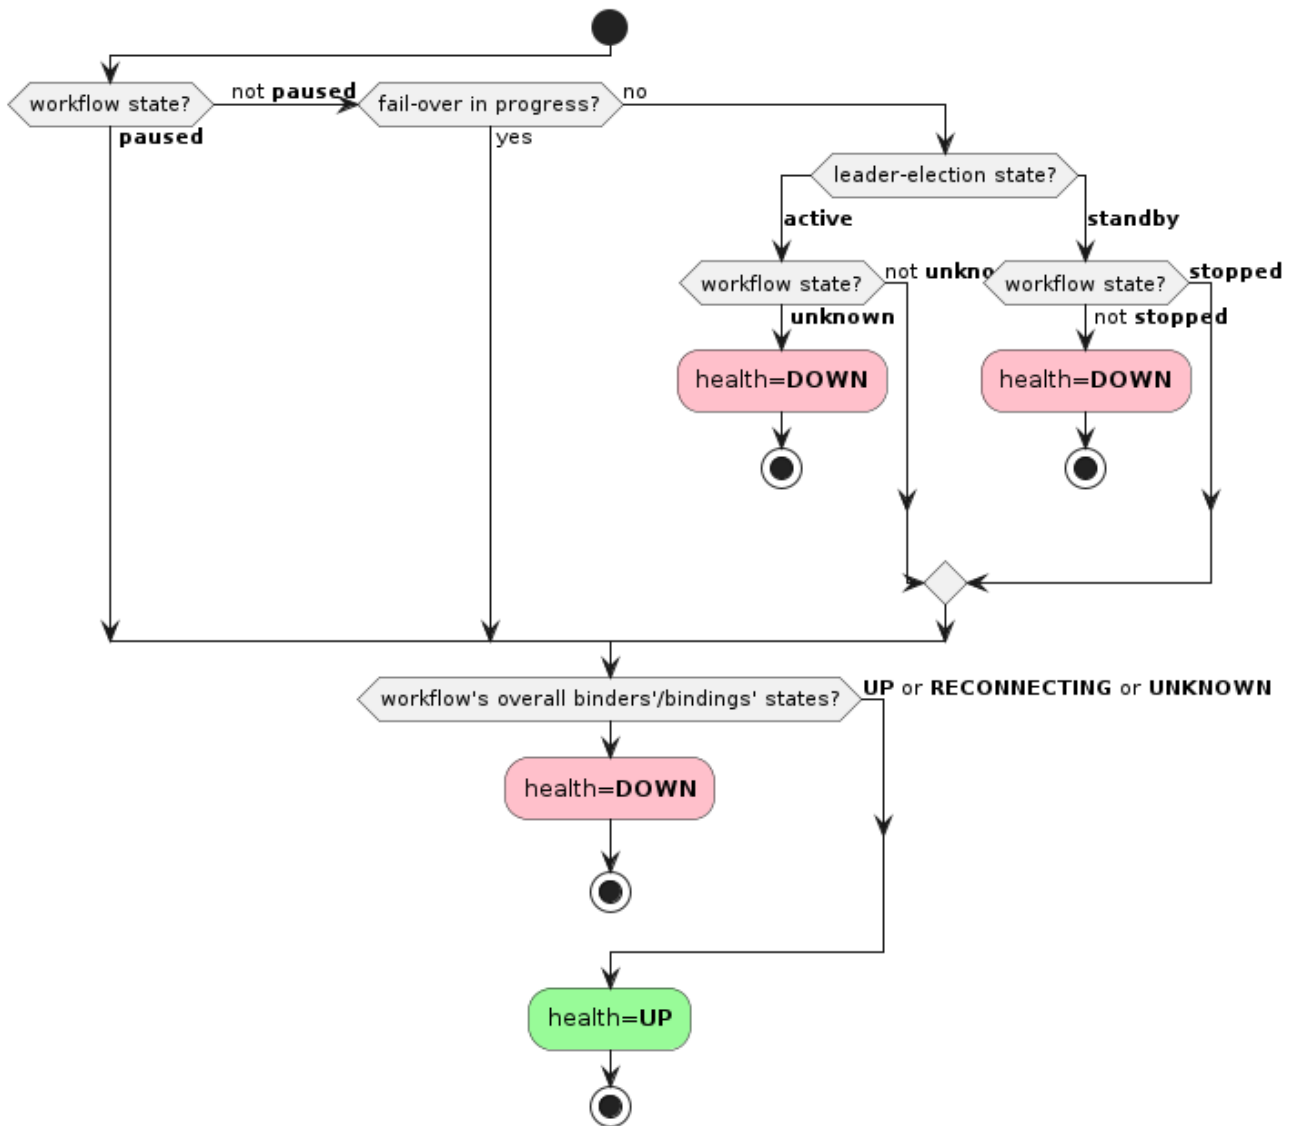 workflow state?
not paused
fail-over in progress?
no
paused
yes
leader-election state?
active
standby
workflow state?
not unkno
workflow state?
stopped
unknown
not stopped
health=DOWN
health=DOWN
workflow's overall binders'/bindings' states?
UP or RECONNECTING or UNKNOWN
health=DOWN
health=UP